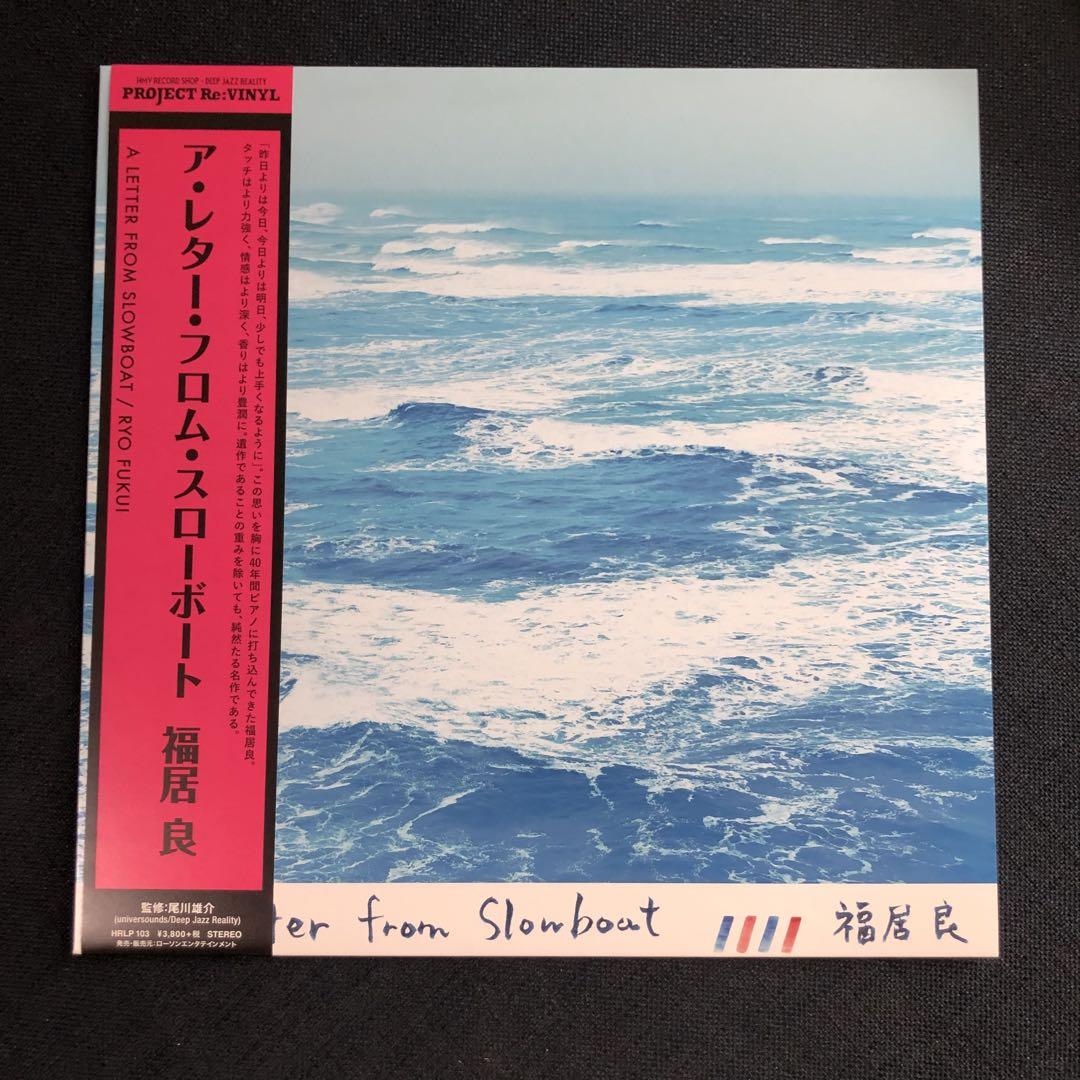 HMV RECORD SHOP - DEEP JAZZ REALITY
PROJECT Re:VINYL
「昨日よりは今日、今日よりは明日、少しでも上手くなるように」。この思いを胸に40年間ピアノに打ち込んできた福居良。
タッチはより力強く、情感はより深く、香りはより豊潤に。遺作であることの重みを除いても、純然たる名作である。
ア・レター・フロム・スローボート 福居 良
A LETTER FROM SLOWBOAT / RYO FUKUI
監修：尾川雄介
(universounds/Deep Jazz Reality)
HRLP 103 ¥3,800+税 STEREO
発売・販売元：ローソンエンタテインメント
ter from Slowboat 福居良